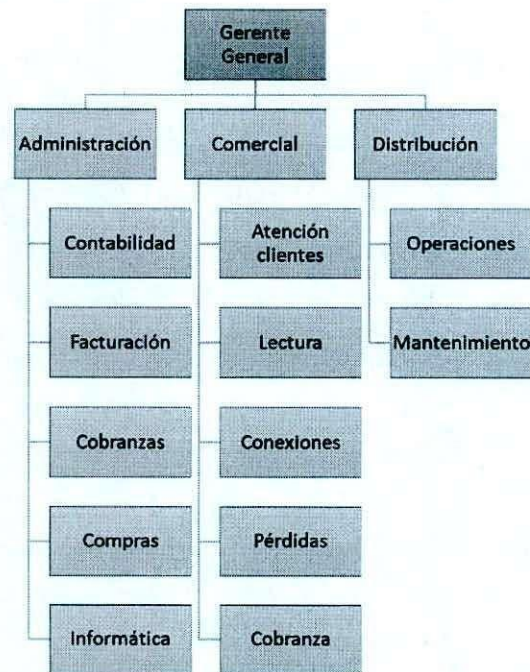 Gerente
General
Administración
Comercial
Distribución
Contabilidad
Atención
clientes
Operaciones
Facturación
Lectura
Mantenimiento
Cobranzas
Conexiones
Compras
Pérdidas
Informática
Cobranza